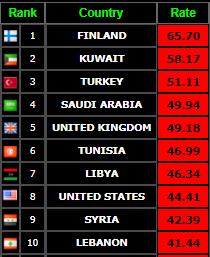 Rank Country Rate
1 FINLAND 65.70
2 KUWAIT 58.17
3 TURKEY 51.11
4 SAUDI ARABIA 49.94
5 UNITED KINGDOM 49.18
6 TUNISIA 46.99
7 LIBYA 46.34
8 UNITED STATES 44.41
9 SYRIA 42.39
10 LEBANON 41.44